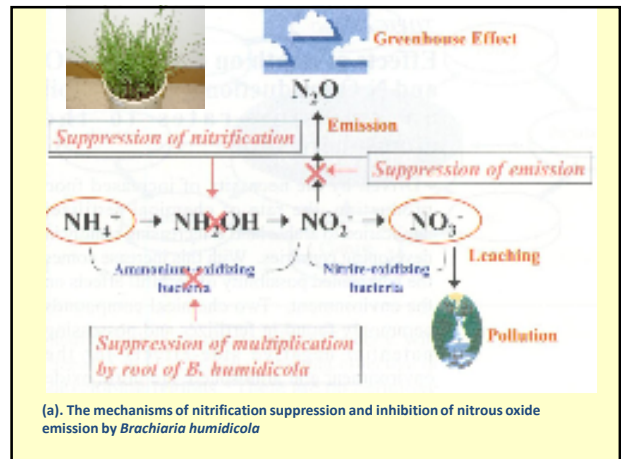 Greenhouse Effect
N2O
Emission
Suppression of nitrification
Suppression of emission
NH4⁻ → NH2OH → NO2⁻ → NO3⁻
Leaching
Ammonium-oxidizing
bacteria
Nitrite-oxidizing
bacteria
Suppression of multiplication
by root of B. humidicola
Pollution
(a). The mechanisms of nitrification suppression and inhibition of nitrous oxide
emission by Brachiaria humidicola